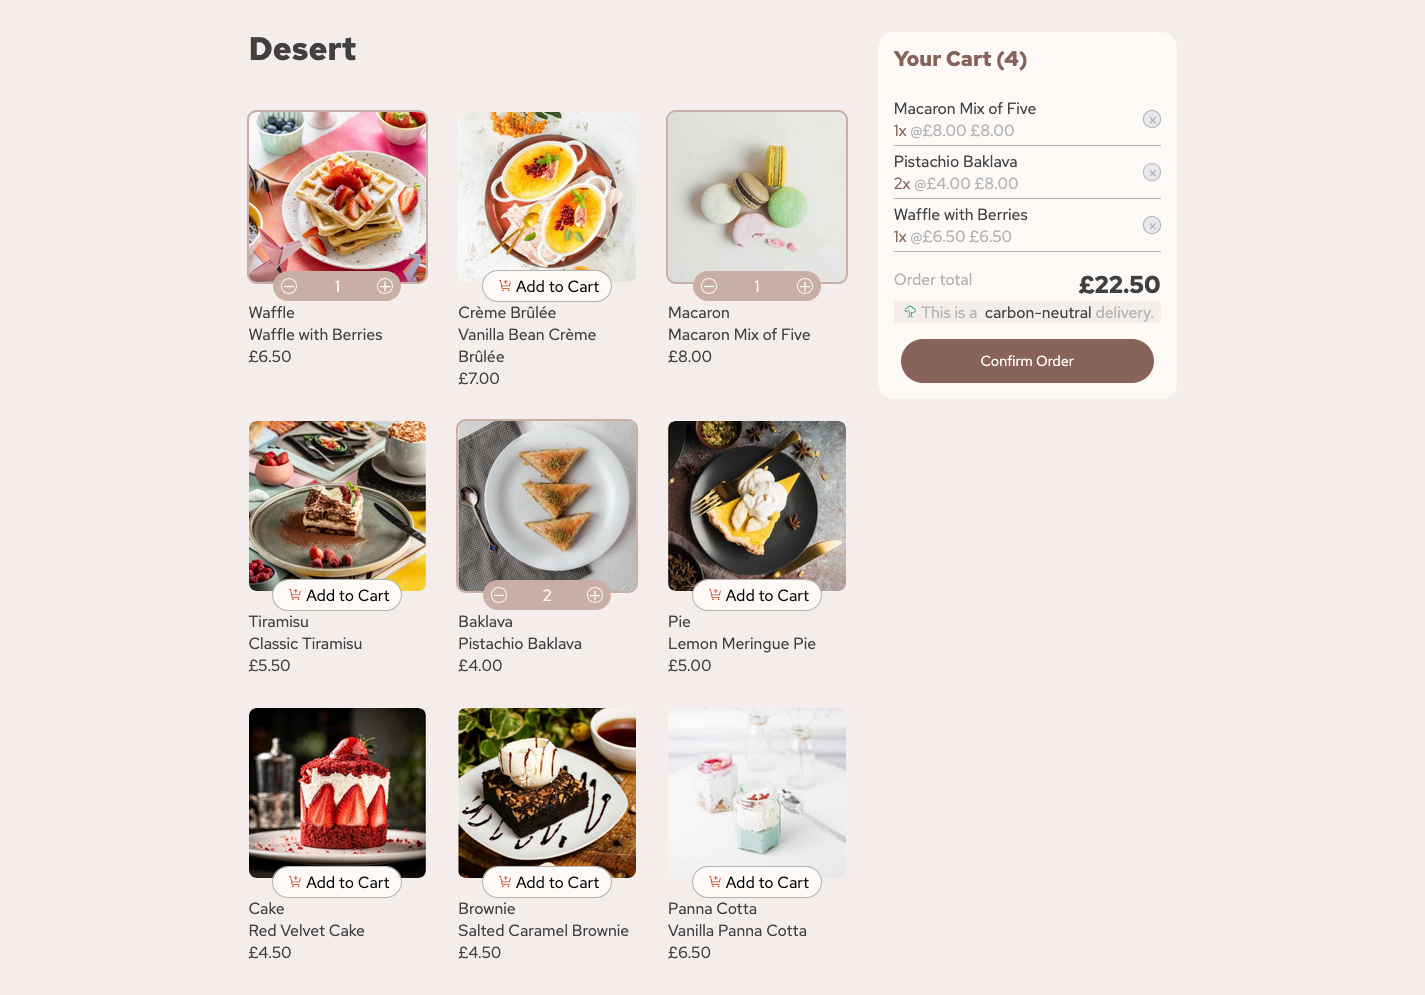 Desert
1
Waffle
Waffle with Berries
£6.50
Add to Cart
Crème Brûlée
Vanilla Bean Crème
Brûlée
£7.00
1
Macaron
Macaron Mix of Five
£8.00
Add to Cart
Tiramisu
Classic Tiramisu
£5.50
2
Baklava
Pistachio Baklava
£4.00
Add to Cart
Pie
Lemon Meringue Pie
£5.00
Add to Cart
Cake
Red Velvet Cake
£4.50
Add to Cart
Brownie
Salted Caramel Brownie
£4.50
Add to Cart
Panna Cotta
Vanilla Panna Cotta
£6.50
Your Cart (4)
Macaron Mix of Five
1x @£8.00 £8.00
Pistachio Baklava
2x @£4.00 £8.00
Waffle with Berries
1x @£6.50 £6.50
Order total £22.50
This is a carbon-neutral delivery.
Confirm Order